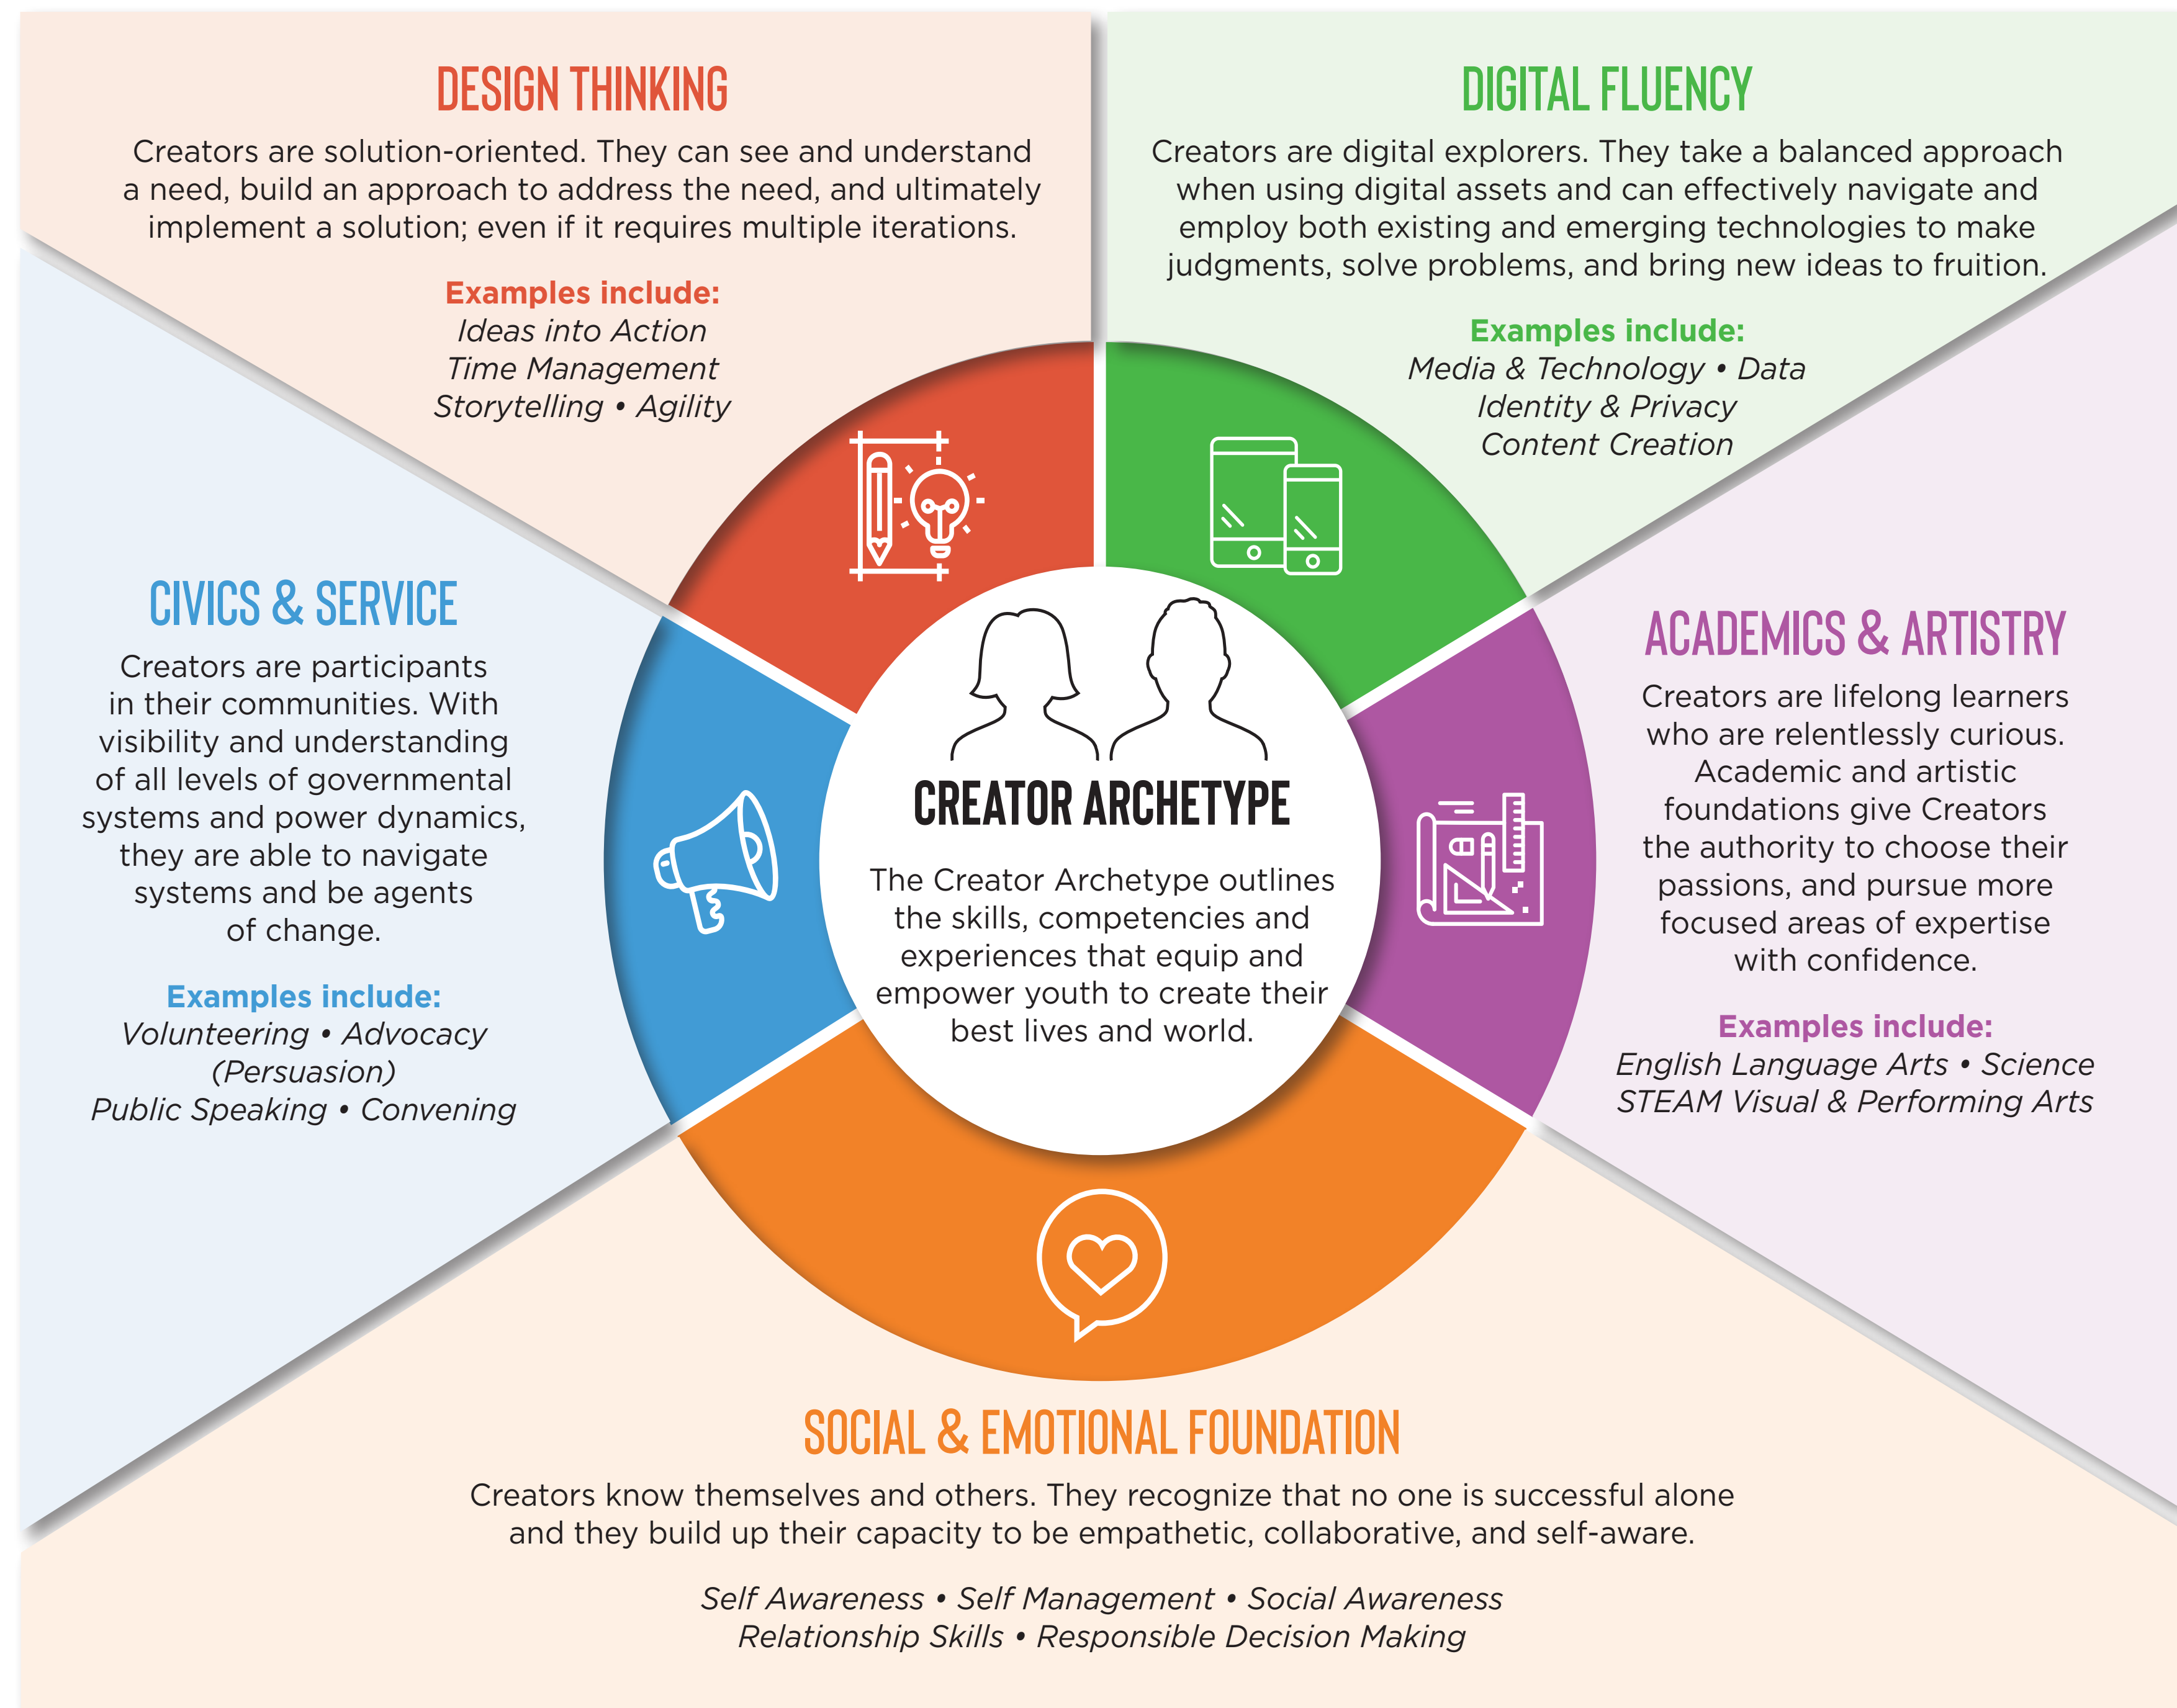 DESIGN THINKING
Creators are solution-oriented. They can see and understand
a need, build an approach to address the need, and ultimately
implement a solution; even if it requires multiple iterations.
Examples include:
Ideas into Action
Time Management
Storytelling • Agility
DIGITAL FLUENCY
Creators are digital explorers. They take a balanced approach
when using digital assets and can effectively navigate and
employ both existing and emerging technologies to make
judgments, solve problems, and bring new ideas to fruition.
Examples include:
Media & Technology • Data
Identity & Privacy
Content Creation
CIVICS & SERVICE
Creators are participants
in their communities. With
visibility and understanding
of all levels of governmental
systems and power dynamics,
they are able to navigate
systems and be agents
of change.
Examples include:
Volunteering • Advocacy
(Persuasion)
Public Speaking • Convening
CREATOR ARCHETYPE
The Creator Archetype outlines
the skills, competencies and
experiences that equip and
empower youth to create their
best lives and world.
ACADEMICS & ARTISTRY
Creators are lifelong learners
who are relentlessly curious.
Academic and artistic
foundations give Creators
the authority to choose their
passions, and pursue more
focused areas of expertise
with confidence.
Examples include:
English Language Arts • Science
STEAM Visual & Performing Arts
SOCIAL & EMOTIONAL FOUNDATION
Creators know themselves and others. They recognize that no one is successful alone
and they build up their capacity to be empathetic, collaborative, and self-aware.
Self Awareness • Self Management • Social Awareness
Relationship Skills • Responsible Decision Making